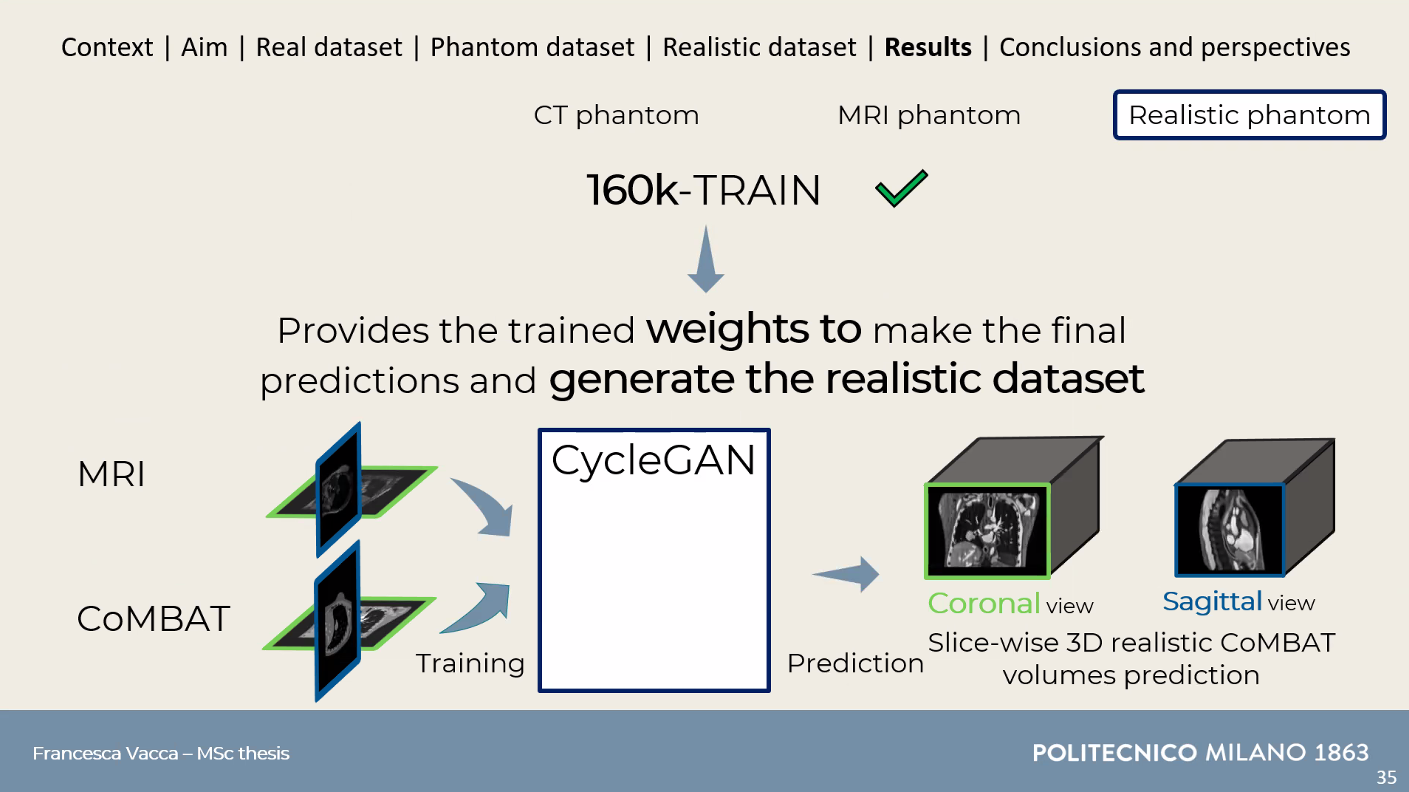 Context | Aim | Real dataset | Phantom dataset | Realistic dataset | Results | Conclusions and perspectives
CT phantom
MRI phantom
Realistic phantom
160k-TRAIN
Provides the trained weights to make the final
predictions and generate the realistic dataset
MRI
CoMBAT
Training
CycleGAN
Prediction
Coronal view
Sagittal view
Slice-wise 3D realistic CoMBAT
volumes prediction
Francesca Vacca – MSc thesis
POLITECNICO MILANO 1863
35